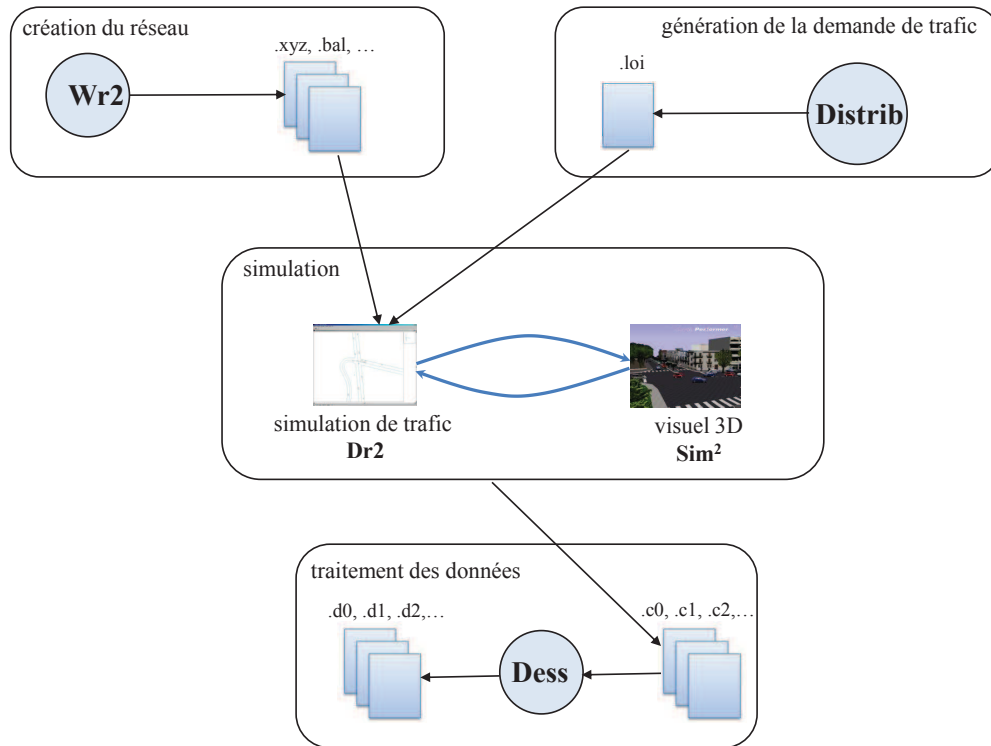 création du réseau
.xyz, .bal, …
Wr2
génération de la demande de trafic
.loi
Distrib
simulation
simulation de trafic
Dr2
visuel 3D
Sim²
traitement des données
.d0, .d1, .d2,…
.c0, .c1, .c2,…
Dess